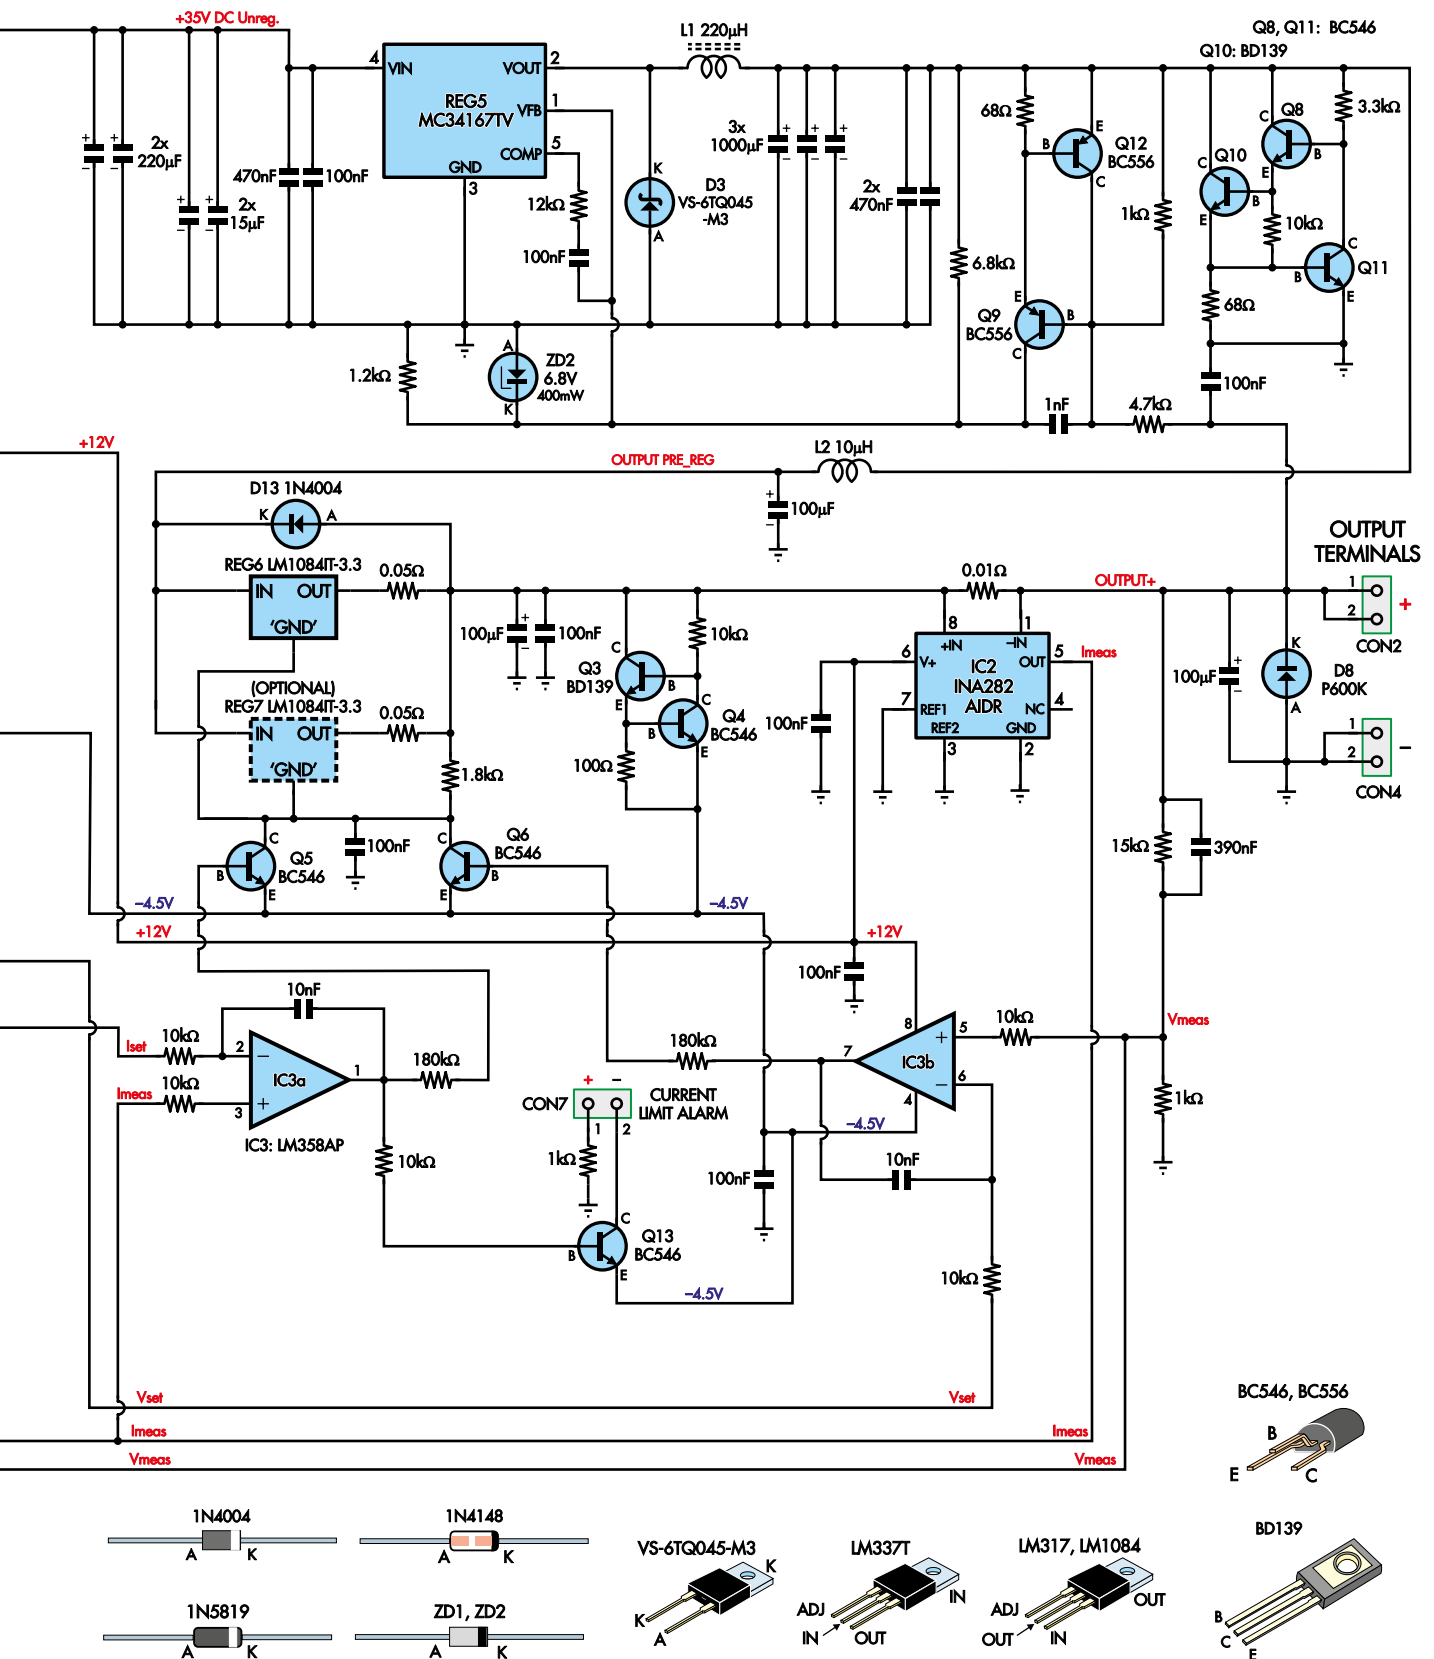 +35V DC Unreg.
L1 220µH
Q8, Q11: BC546
Q10: BD139
4
VIN
VOUT
2
REG5
MC34167TV
VFB
1
COMP
5
GND
3
+
+
2x
220µF
–
–
+
+
2x
15µF
–
–
470nF
100nF
12kΩ
100nF
K
D3
VS-6TQ045
-M3
A
3x
1000µF
+
+
+
–
–
–
2x
470nF
6.8kΩ
68Ω
E
B
Q12
BC556
C
1kΩ
E
Q9
BC556
B
C
3.3kΩ
C
Q8
B
E
C
Q10
B
E
10kΩ
C
B
Q11
E
68Ω
100nF
1.2kΩ
A
ZD2
6.8V
400mW
K
1nF
4.7kΩ
+12V
OUTPUT PRE_REG
L2 10µH
+
100µF
–
D13 1N4004
K
A
REG6 LM1084IT-3.3
IN
OUT
'GND'
0.05Ω
(OPTIONAL)
REG7 LM1084IT-3.3
IN
OUT
'GND'
0.05Ω
1.8kΩ
100µF
+
–
100nF
C
Q3
BD139
B
E
10kΩ
C
Q4
BC546
B
E
100Ω
0.01Ω
OUTPUT+
8
1
+IN
–IN
6
V+
IC2
INA282
AIDR
OUT
5
Imeas
7
REF1
NC
4
REF2
GND
3
2
100nF
OUTPUT
TERMINALS
1
2
+
CON2
100µF
+
–
K
D8
P600K
A
1
2
–
CON4
15kΩ
390nF
C
Q5
BC546
B
E
100nF
C
Q6
BC546
B
E
–4.5V
–4.5V
+12V
+12V
100nF
10nF
Iset
10kΩ
2
–
IC3a
1
180kΩ
Imeas
10kΩ
3
+
IC3: LM358AP
10kΩ
180kΩ
7
8
IC3b
+
5
10kΩ
–
6
4
–4.5V
Vmeas
1kΩ
+
–
CON7
CURRENT
LIMIT ALARM
1
2
1kΩ
C
Q13
BC546
B
E
–4.5V
100nF
10nF
10kΩ
Vset
Vset
Imeas
Imeas
Vmeas
Vmeas
BC546, BC556
B
E
C
1N4004
A
K
1N4148
A
K
1N5819
A
K
ZD1, ZD2
A
K
VS-6TQ045-M3
K
K
A
LM337T
ADJ
IN
OUT
IN
LM317, LM1084
ADJ
OUT
IN
OUT
BD139
B
C
E